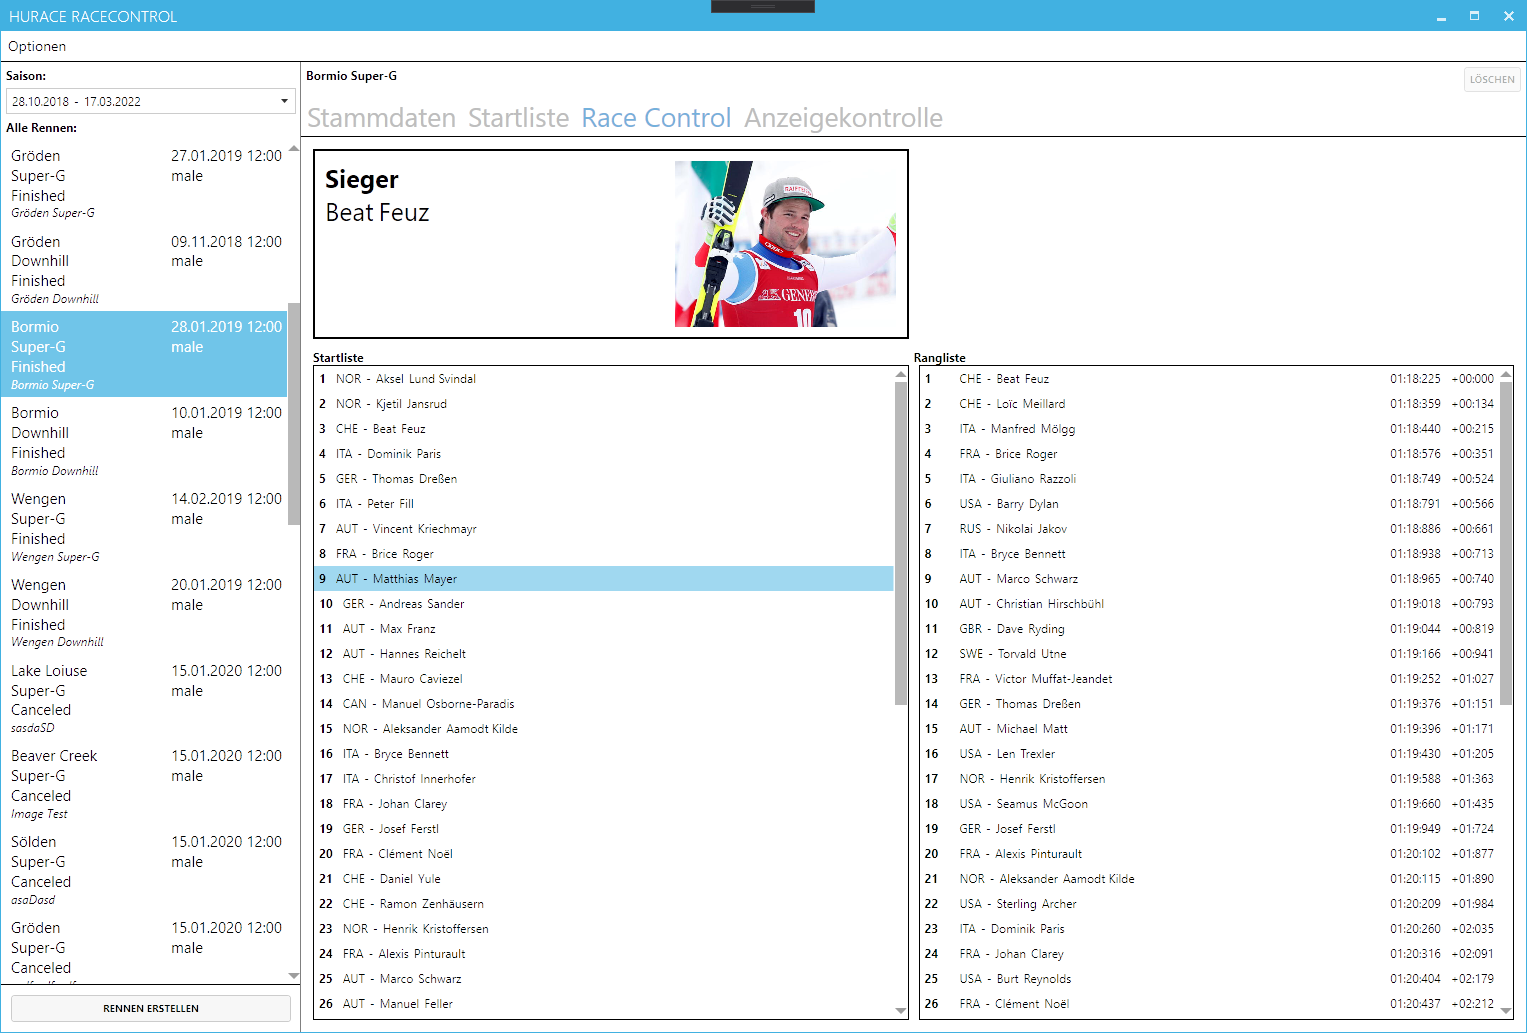 HURACE RACECONTROL
Optionen
Saison:
28.10.2018 - 17.03.2022
Alle Rennen:
Gröden 27.01.2019 12:00
Super-G male
Finished
Gröden Super-G
Gröden 09.11.2018 12:00
Downhill male
Finished
Gröden Downhill
Bormio 28.01.2019 12:00
Super-G male
Finished
Bormio Super-G
Bormio 10.01.2019 12:00
Downhill male
Finished
Bormio Downhill
Wengen 14.02.2019 12:00
Super-G male
Finished
Wengen Super-G
Wengen 20.01.2019 12:00
Downhill male
Finished
Wengen Downhill
Lake Loiuse 15.01.2020 12:00
Super-G male
Canceled
sasdaSD
Beaver Creek 15.01.2020 12:00
Super-G male
Canceled
Image Test
Sölden 15.01.2020 12:00
Super-G male
Canceled
asaDasd
Gröden 15.01.2020 12:00
Super-G male
Canceled
RENNEN ERSTELLEN
Bormio Super-G
LÖSCHEN
Stammdaten Startliste Race Control Anzeigekontrolle
Sieger
Beat Feuz
Startliste
1 NOR - Aksel Lund Svindal
2 NOR - Kjetil Jansrud
3 CHE - Beat Feuz
4 ITA - Dominik Paris
5 GER - Thomas Dreßen
6 ITA - Peter Fill
7 AUT - Vincent Kriechmayr
8 FRA - Brice Roger
9 AUT - Matthias Mayer
10 GER - Andreas Sander
11 AUT - Max Franz
12 AUT - Hannes Reichelt
13 CHE - Mauro Caviezel
14 CAN - Manuel Osborne-Paradis
15 NOR - Aleksander Aamodt Kilde
16 ITA - Bryce Bennett
17 ITA - Christof Innerhofer
18 FRA - Johan Clarey
19 GER - Josef Ferstl
20 FRA - Clément Noël
21 CHE - Daniel Yule
22 CHE - Ramon Zenhäusern
23 NOR - Henrik Kristoffersen
24 FRA - Alexis Pinturault
25 AUT - Marco Schwarz
26 AUT - Manuel Feller
Rangliste
1 CHE - Beat Feuz 01:18:225 +00:000
2 CHE - Loïc Meillard 01:18:359 +00:134
3 ITA - Manfred Mölgg 01:18:440 +00:215
4 FRA - Brice Roger 01:18:576 +00:351
5 ITA - Giuliano Razzoli 01:18:749 +00:524
6 USA - Barry Dylan 01:18:791 +00:566
7 RUS - Nikolai Jakov 01:18:886 +00:661
8 ITA - Bryce Bennett 01:18:938 +00:713
9 AUT - Marco Schwarz 01:18:965 +00:740
10 AUT - Christian Hirschbühl 01:19:018 +00:793
11 GBR - Dave Ryding 01:19:044 +00:819
12 SWE - Torvald Utne 01:19:166 +00:941
13 FRA - Victor Muffat-Jeandet 01:19:252 +01:027
14 GER - Thomas Dreßen 01:19:376 +01:151
15 AUT - Michael Matt 01:19:396 +01:171
16 USA - Len Trexler 01:19:430 +01:205
17 NOR - Henrik Kristoffersen 01:19:588 +01:363
18 USA - Seamus McGoon 01:19:660 +01:435
19 GER - Josef Ferstl 01:19:949 +01:724
20 FRA - Alexis Pinturault 01:20:102 +01:877
21 NOR - Aleksander Aamodt Kilde 01:20:115 +01:890
22 USA - Sterling Archer 01:20:209 +01:984
23 ITA - Dominik Paris 01:20:260 +02:035
24 FRA - Johan Clarey 01:20:316 +02:091
25 USA - Burt Reynolds 01:20:404 +02:179
26 FRA - Clément Noël 01:20:437 +02:212